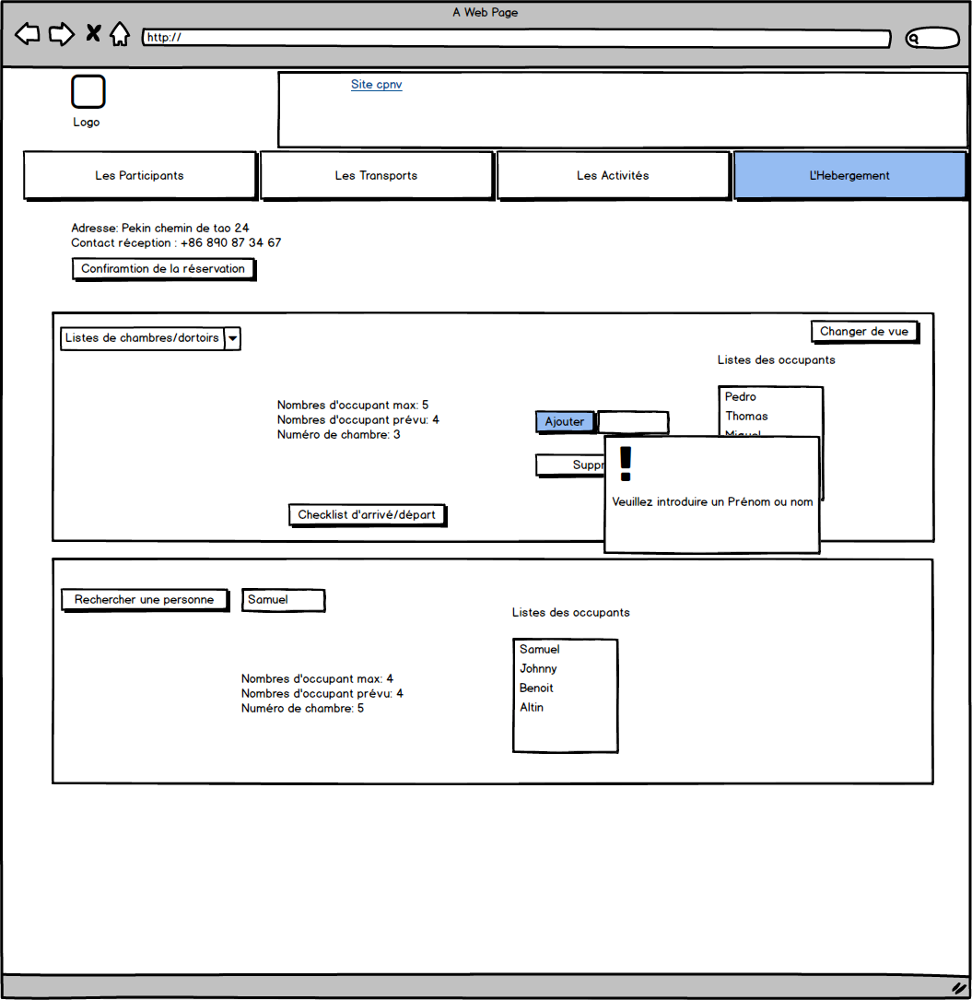 A Web Page
http://
Site cpnv
Logo
Les Participants
Les Transports
Les Activités
L'Hebergement
Adresse: Pekin chemin de tao 24
Contact réception : +86 890 87 34 67
Confiramtion de la réservation
Listes de chambres/dortoirs
Changer de vue
Listes des occupants
Pedro
Thomas
Miguel
Nombres d'occupant max: 5
Nombres d'occupant prévu: 4
Numéro de chambre: 3
Ajouter
Suppr
Veuillez introduire un Prénom ou nom
Checklist d'arrivé/départ
Rechercher une personne
Samuel
Listes des occupants
Samuel
Johnny
Benoit
Altin
Nombres d'occupant max: 4
Nombres d'occupant prévu: 4
Numéro de chambre: 5